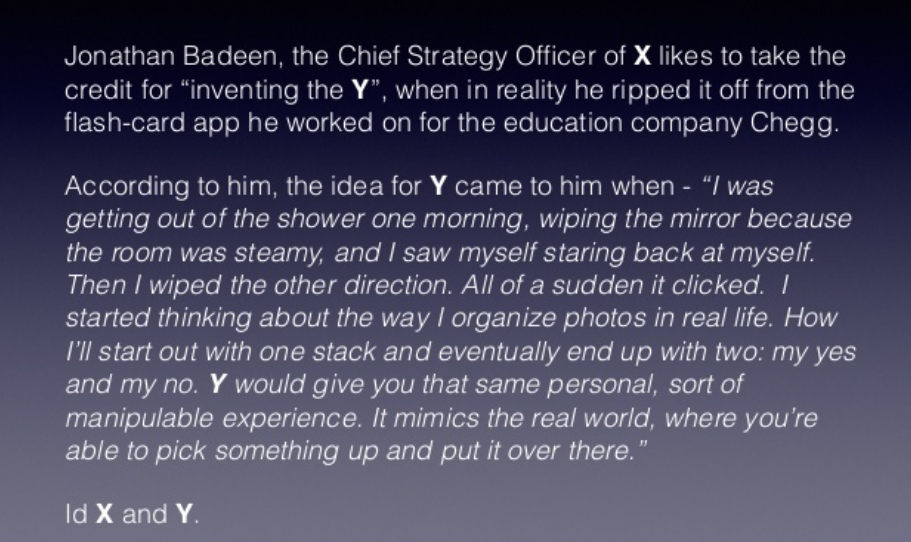 Jonathan Badeen, the Chief Strategy Officer of X likes to take the
credit for “inventing the Y”, when in reality he ripped it off from the
flash-card app he worked on for the education company Chegg.
According to him, the idea for Y came to him when - “I was
getting out of the shower one morning, wiping the mirror because
the room was steamy, and I saw myself staring back at myself.
Then I wiped the other direction. All of a sudden it clicked.  I
started thinking about the way I organize photos in real life. How
I’ll start out with one stack and eventually end up with two: my yes
and my no. Y would give you that same personal, sort of
manipulable experience. It mimics the real world, where you’re
able to pick something up and put it over there.”
Id X and Y.